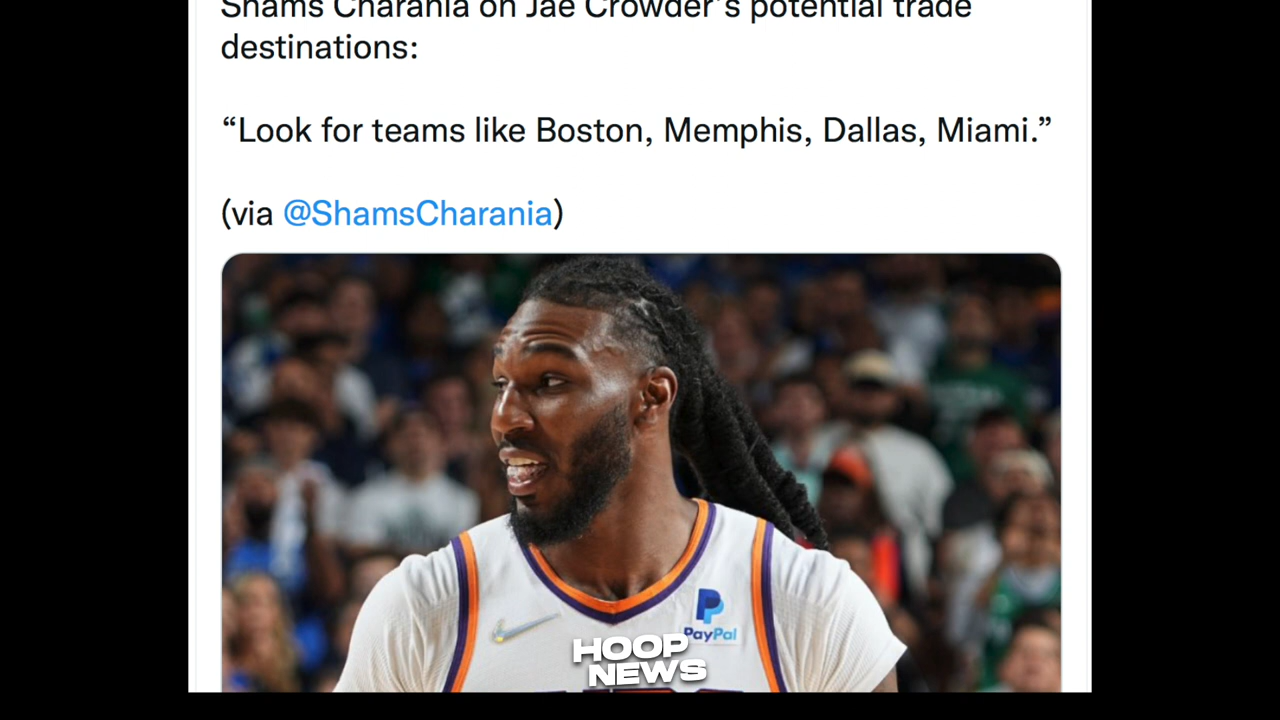 Shams Charania on Jae Crowder's potential trade
destinations:
“Look for teams like Boston, Memphis, Dallas, Miami.”
(via @ShamsCharania)
PayPal
HOOP
NEWS